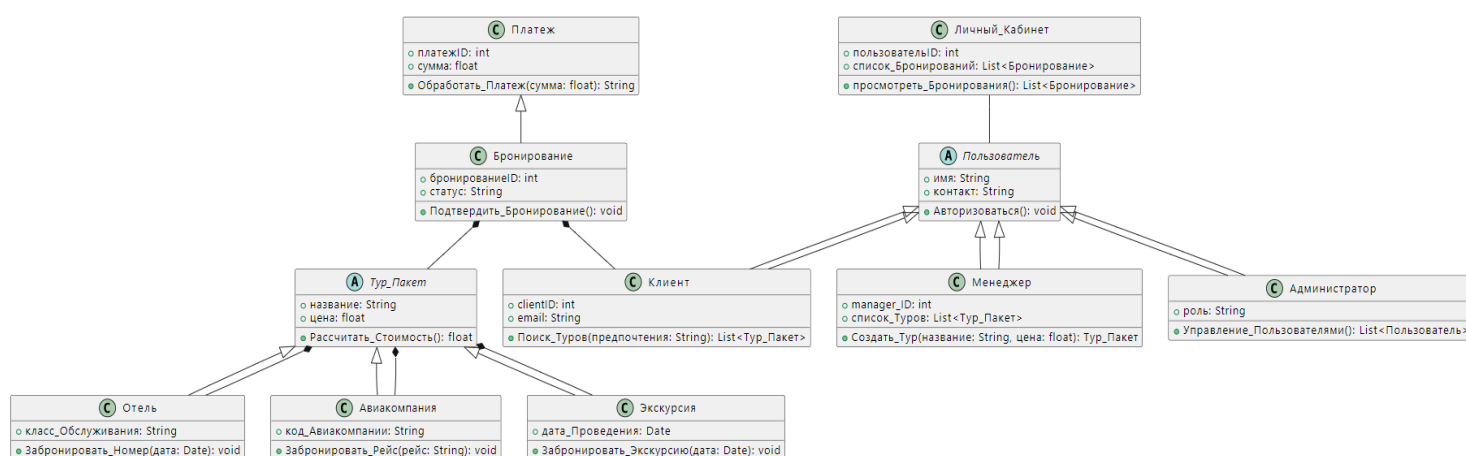 C Платеж
платежID: int
сумма: float
Обработать_Платеж(сумма: float): String
C Личный_Кабинет
пользовательID: int
список_Бронирований: List<Бронирование>
просмотреть_Бронирования(): List<Бронирование>
C Бронирование
бронированиеID: int
статус: String
Подтвердить_Бронирование(): void
A Пользователь
имя: String
контакт: String
Авторизоваться(): void
A Тур_Пакет
название: String
цена: float
Рассчитать_Стоимость(): float
C Клиент
clientID: int
email: String
Поиск_Туров(предпочтения: String): List<Тур_Пакет>
C Менеджер
manager_ID: int
список_Туров: List<Тур_Пакет>
Создать_Тур(название: String, цена: float): Тур_Пакет
C Администратор
роль: String
Управление_Пользователями(): List<Пользователь>
C Отель
класс_Обслуживания: String
Забронировать_Номер(дата: Date): void
C Авиакомпания
код_Авиакомпании: String
Забронировать_Рейс(рейс: String): void
C Экскурсия
дата_Проведения: Date
Забронировать_Экскурсию(дата: Date): void